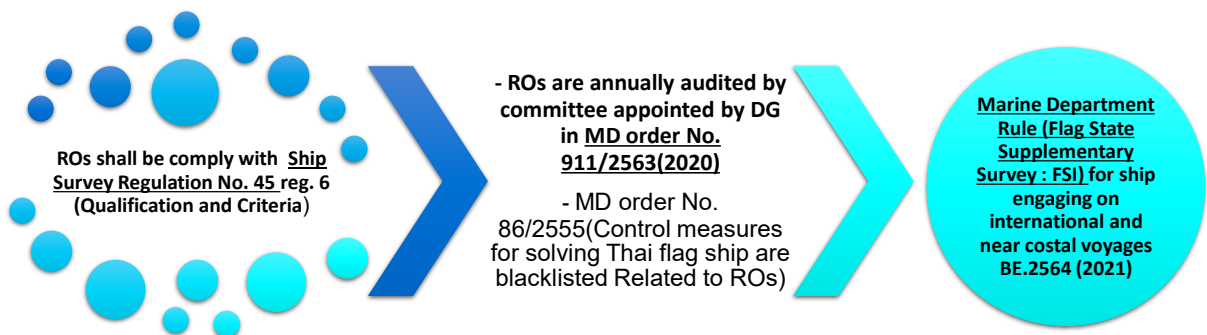 ROs shall be comply with Ship
Survey Regulation No. 45 reg. 6
(Qualification and Criteria)
- ROs are annually audited by
committee appointed by DG
in MD order No.
911/2563(2020)
- MD order No.
86/2555(Control measures
for solving Thai flag ship are
blacklisted Related to ROs)
Marine Department
Rule (Flag State
Supplementary
Survey : FSI) for ship
engaging on
international and
near costal voyages
BE.2564 (2021)